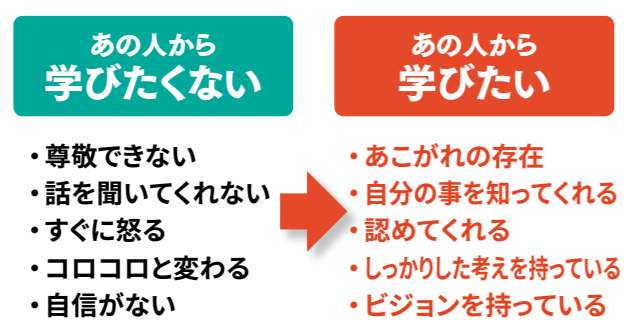 あの人から
学びたくない
・尊敬できない
・話を聞いてくれない
・すぐに怒る
・コロコロと変わる
・自信がない
あの人から
学びたい
・あこがれの存在
・自分の事を知ってくれる
・認めてくれる
・しっかりした考えを持っている
・ビジョンを持っている